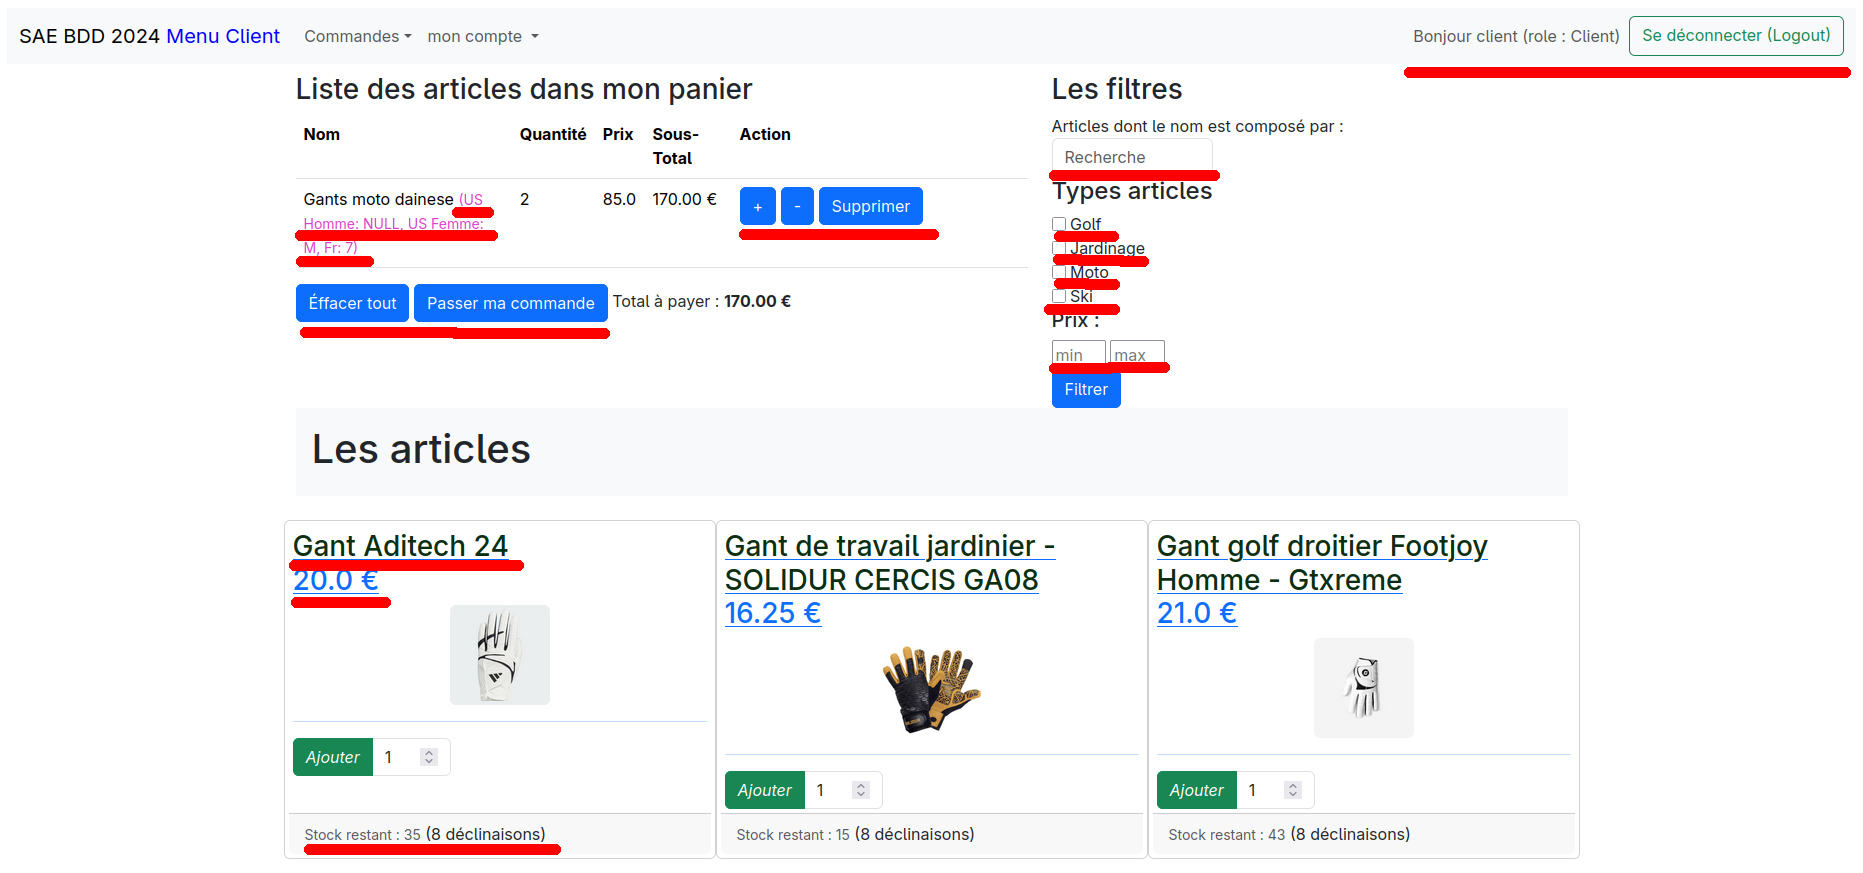 SAE BDD 2024 Menu Client Commandes mon compte Bonjour client (role : Client) Se déconnecter (Logout)
Liste des articles dans mon panier
Nom Quantité Prix Sous-
Total Action
Gants moto dainese (US 2 85.0 170.00 € + - Supprimer
Homme: NULL, US Femme:
M, Fr: 7)
Éffacer tout Passer ma commande Total à payer : 170.00 €
Les filtres
Articles dont le nom est composé par :
Recherche
Types articles
Golf
Jardinage
Moto
Ski
Prix :
min max
Filtrer
Les articles
Gant Aditech 24
20.0 €
Ajouter 1
Stock restant : 35 (8 déclinaisons)
Gant de travail jardinier -
SOLIDUR CERCIS GA08
16.25 €
Ajouter 1
Stock restant : 15 (8 déclinaisons)
Gant golf droitier Footjoy
Homme - Gtxreme
21.0 €
Ajouter 1
Stock restant : 43 (8 déclinaisons)